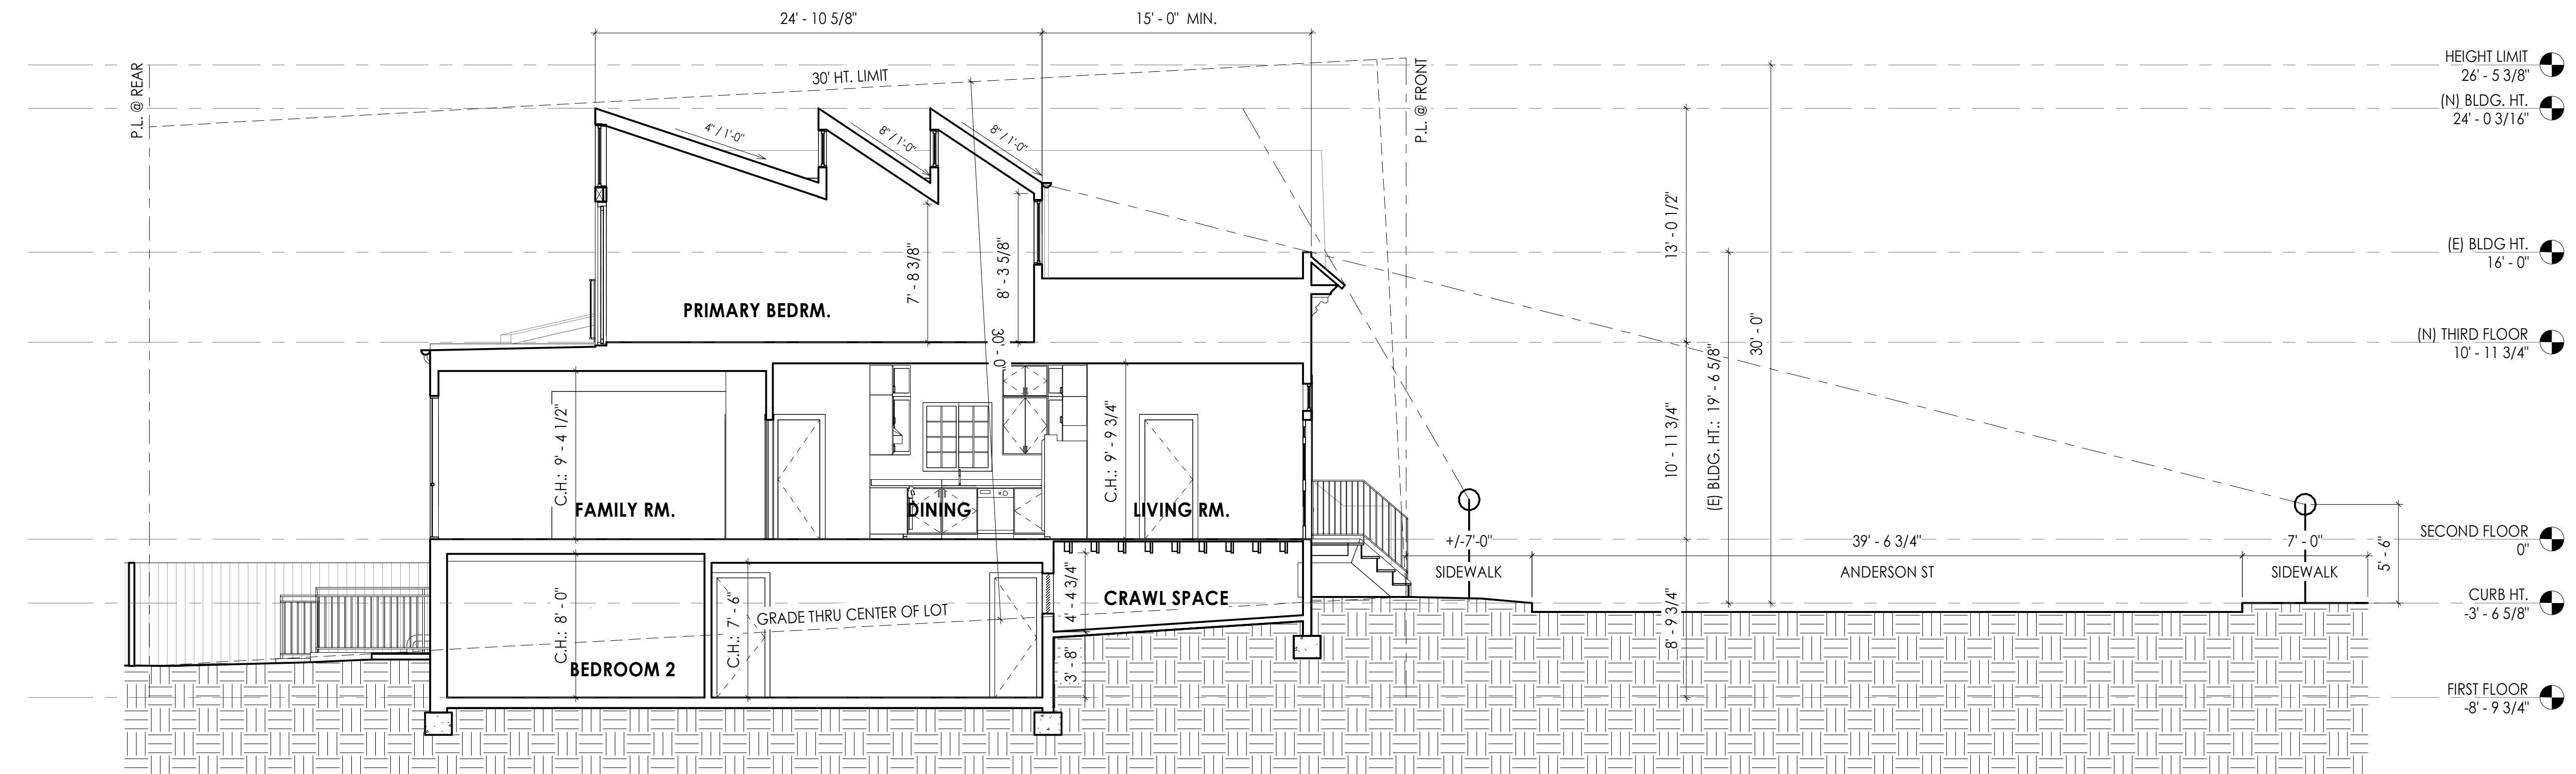 24' - 10 5/8"
15' - 0" MIN.
P.L. @ REAR
30' HT. LIMIT
P.L. @ FRONT
HEIGHT LIMIT
26' - 5 3/8"
(N) BLDG. HT.
24' - 0 3/16"
4" / 1'-0"
8" / 1'-0"
8" / 1'-0"
13' - 0 1/2"
(E) BLDG HT.
16' - 0"
7' - 8 3/8"
8' - 3 5/8"
PRIMARY BEDRM.
30' - 0"
30' - 0"
(N) THIRD FLOOR
10' - 11 3/4"
C.H.: 9' - 4 1/2"
C.H.: 9' - 9 3/4"
10' - 11 3/4"
(E) BLDG. HT.: 19' - 6 5/8"
FAMILY RM.
DINING
LIVING RM.
SECOND FLOOR
0"
+/-7'-0"
39' - 6 3/4"
7' - 0"
5' - 6"
SIDEWALK
ANDERSON ST
SIDEWALK
C.H.: 8' - 0"
C.H.: 7' - 6"
GRADE THRU CENTER OF LOT
4' - 4 3/4"
CRAWL SPACE
8' - 9 3/4"
CURB HT.
-3' - 6 5/8"
BEDROOM 2
3' - 8"
FIRST FLOOR
-8' - 9 3/4"